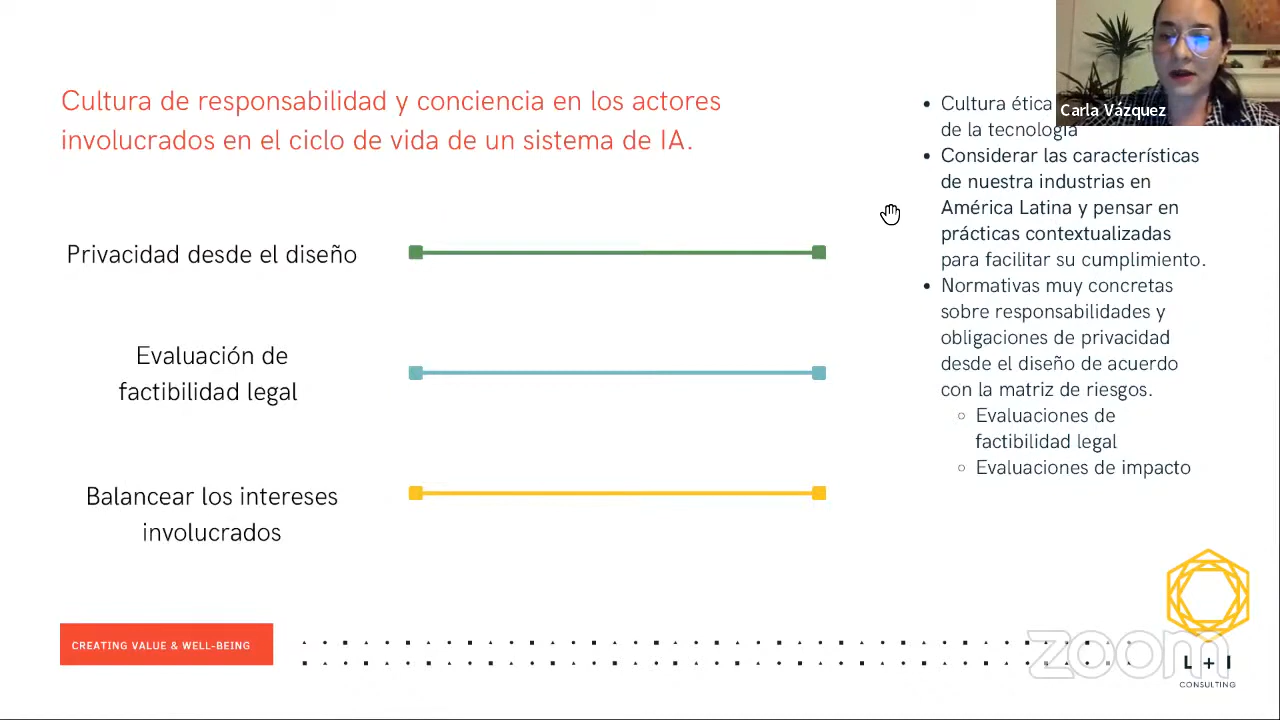 Cultura de responsabilidad y conciencia en los actores
involucrados en el ciclo de vida de un sistema de IA.
Privacidad desde el diseño
Evaluación de
factibilidad legal
Balancear los intereses
involucrados
Carla Vázquez
• Cultura ética
de la tecnología
• Considerar las características
de nuestra industrias en
América Latina y pensar en
prácticas contextualizadas
para facilitar su cumplimiento.
• Normativas muy concretas
sobre responsabilidades y
obligaciones de privacidad
desde el diseño de acuerdo
con la matriz de riesgos.
◦ Evaluaciones de
factibilidad legal
◦ Evaluaciones de impacto
CREATING VALUE & WELL-BEING
zoom
L + I
CONSULTING